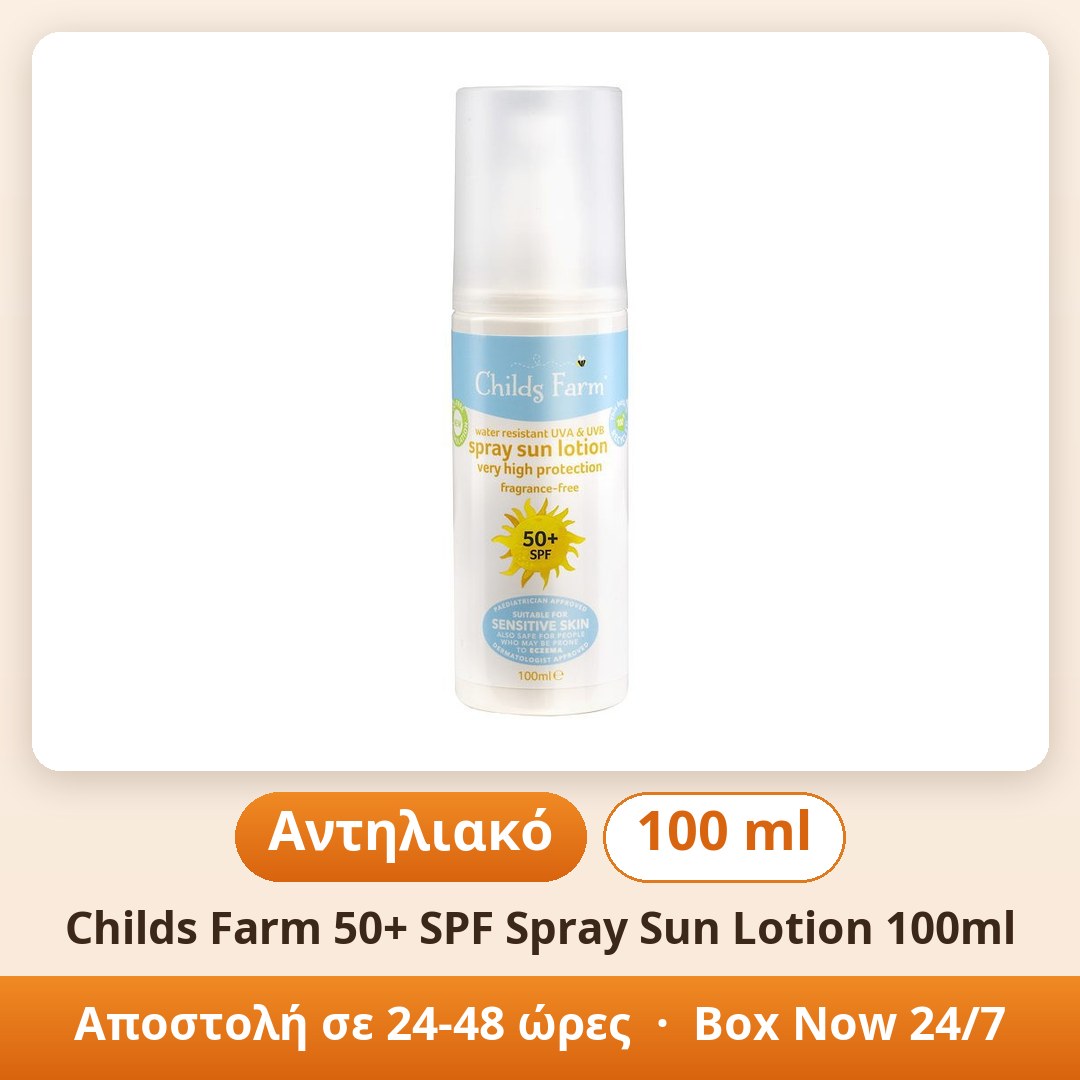 Childs Farm
water resistant UVA & UVB
spray sun lotion
very high protection
fragrance-free
50+
SPF
PAEDIATRICIAN APPROVED
SUITABLE FOR
SENSITIVE SKIN
ALSO SAFE FOR PEOPLE
WHO MAY BE PRONE
TO ECZEMA
DERMATOLOGIST APPROVED
100ml ℮
Αντηλιακό
100 ml
Childs Farm 50+ SPF Spray Sun Lotion 100ml
Αποστολή σε 24-48 ώρες · Box Now 24/7